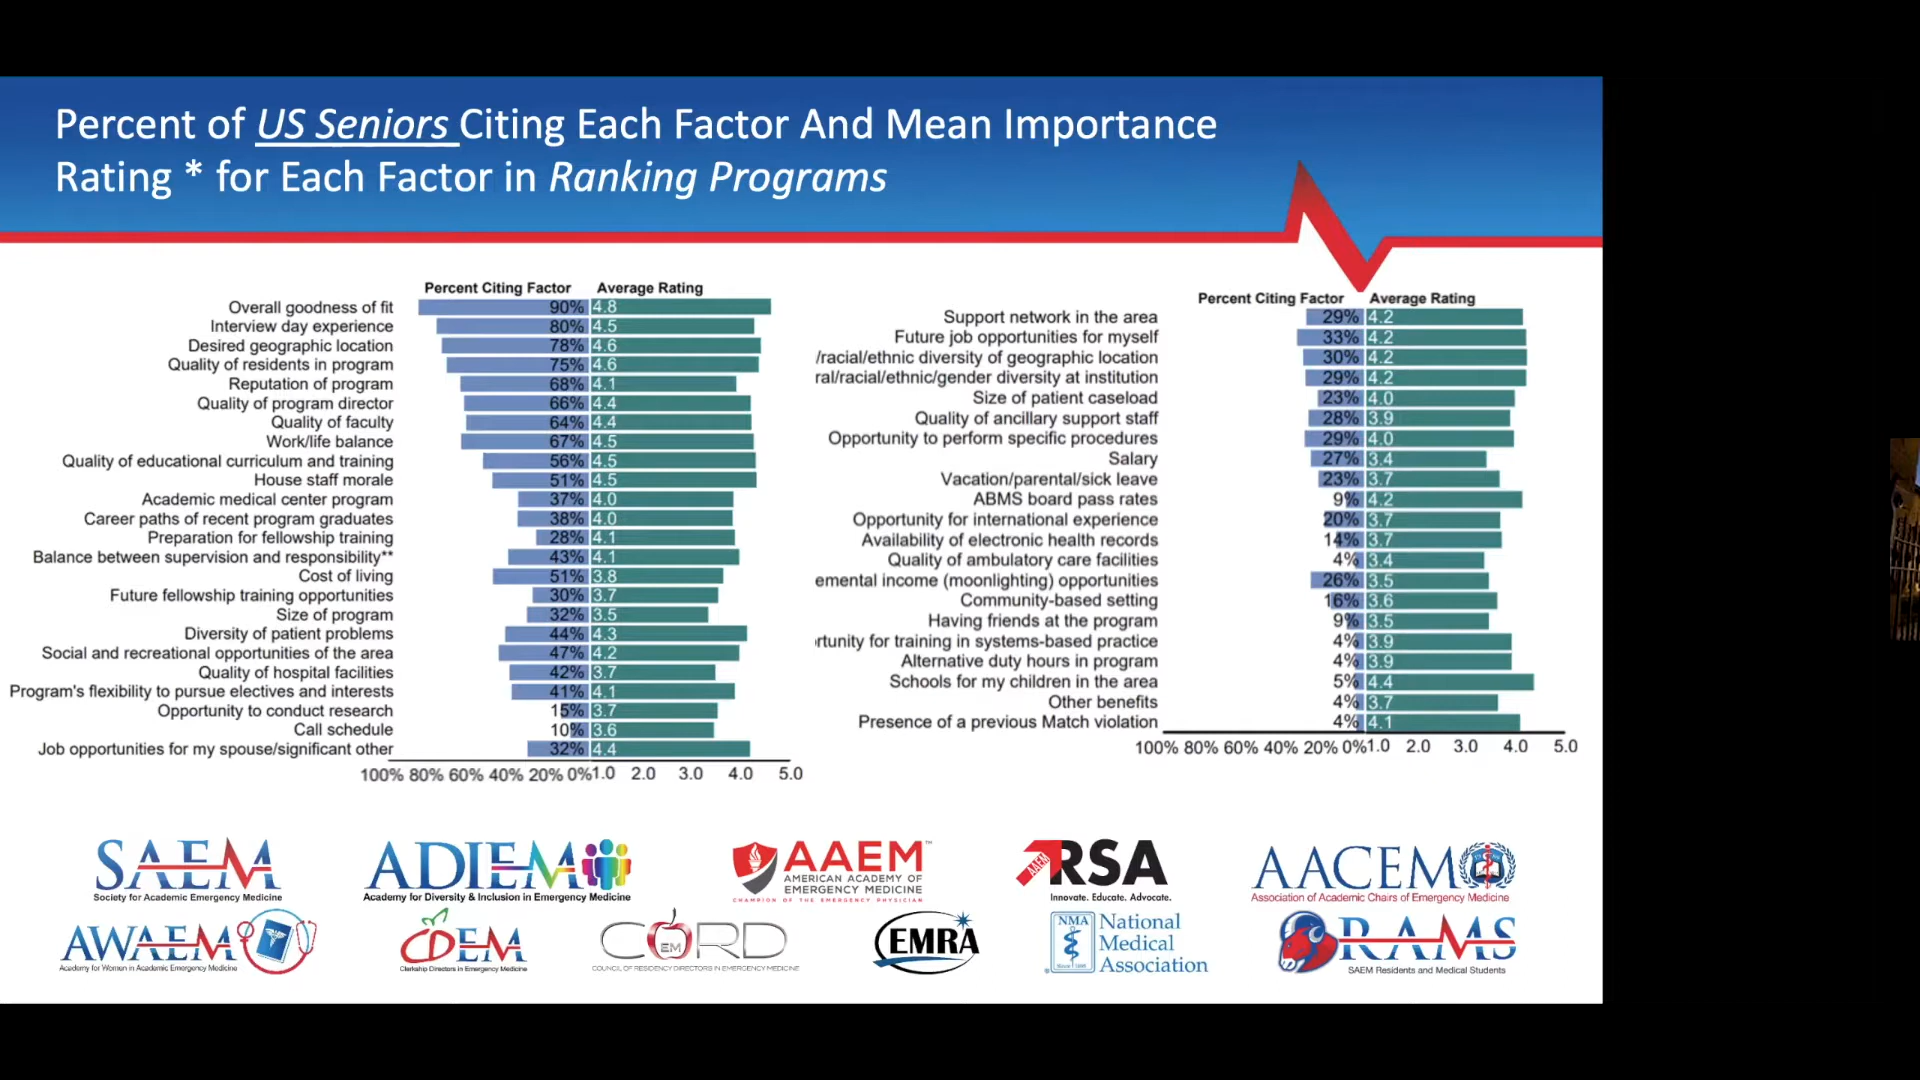 Percent of US Seniors Citing Each Factor And Mean Importance
Rating * for Each Factor in Ranking Programs
Percent Citing Factor Average Rating
Overall goodness of fit 90% 4.8
Interview day experience 80% 4.5
Desired geographic location 78% 4.6
Quality of residents in program 75% 4.6
Reputation of program 68% 4.1
Quality of program director 66% 4.4
Quality of faculty 64% 4.4
Work/life balance 67% 4.5
Quality of educational curriculum and training 56% 4.5
House staff morale 51% 4.5
Academic medical center program 37% 4.0
Career paths of recent program graduates 38% 4.0
Preparation for fellowship training 28% 4.1
Balance between supervision and responsibility** 43% 4.1
Cost of living 51% 3.8
Future fellowship training opportunities 30% 3.7
Size of program 32% 3.5
Diversity of patient problems 44% 4.3
Social and recreational opportunities of the area 47% 4.2
Quality of hospital facilities 42% 3.7
Program's flexibility to pursue electives and interests 41% 4.1
Opportunity to conduct research 15% 3.7
Call schedule 10% 3.6
Job opportunities for my spouse/significant other 32% 4.4
100% 80% 60% 40% 20% 0% 1.0 2.0 3.0 4.0 5.0
Percent Citing Factor Average Rating
Support network in the area 29% 4.2
Future job opportunities for myself 33% 4.2
/racial/ethnic diversity of geographic location 30% 4.2
ral/racial/ethnic/gender diversity at institution 29% 4.2
Size of patient caseload 23% 4.0
Quality of ancillary support staff 28% 3.9
Opportunity to perform specific procedures 29% 4.0
Salary 27% 3.4
Vacation/parental/sick leave 23% 3.7
ABMS board pass rates 9% 4.2
Opportunity for international experience 20% 3.7
Availability of electronic health records 14% 3.7
Quality of ambulatory care facilities 4% 3.4
emental income (moonlighting) opportunities 26% 3.5
Community-based setting 16% 3.6
Having friends at the program 9% 3.5
rtunity for training in systems-based practice 4% 3.9
Alternative duty hours in program 4% 3.9
Schools for my children in the area 5% 4.4
Other benefits 4% 3.7
Presence of a previous Match violation 4% 4.1
100% 80% 60% 40% 20% 0% 1.0 2.0 3.0 4.0 5.0
SAEM
Society for Academic Emergency Medicine
ADIEM
Academy for Diversity & Inclusion in Emergency Medicine
AAEM™
AMERICAN ACADEMY OF
EMERGENCY MEDICINE
CHAMPION OF THE EMERGENCY PHYSICIAN
AAEM RSA
Innovate. Educate. Advocate.
AACEM
Association of Academic Chairs of Emergency Medicine
AWAEM
Academy for Women in Academic Emergency Medicine
CDEM
Clerkship Directors in Emergency Medicine
CORD
EM
COUNCIL OF RESIDENCY DIRECTORS IN EMERGENCY MEDICINE
EMRA
NMA
National
Medical
Association
RAMS
SAEM Residents and Medical Students